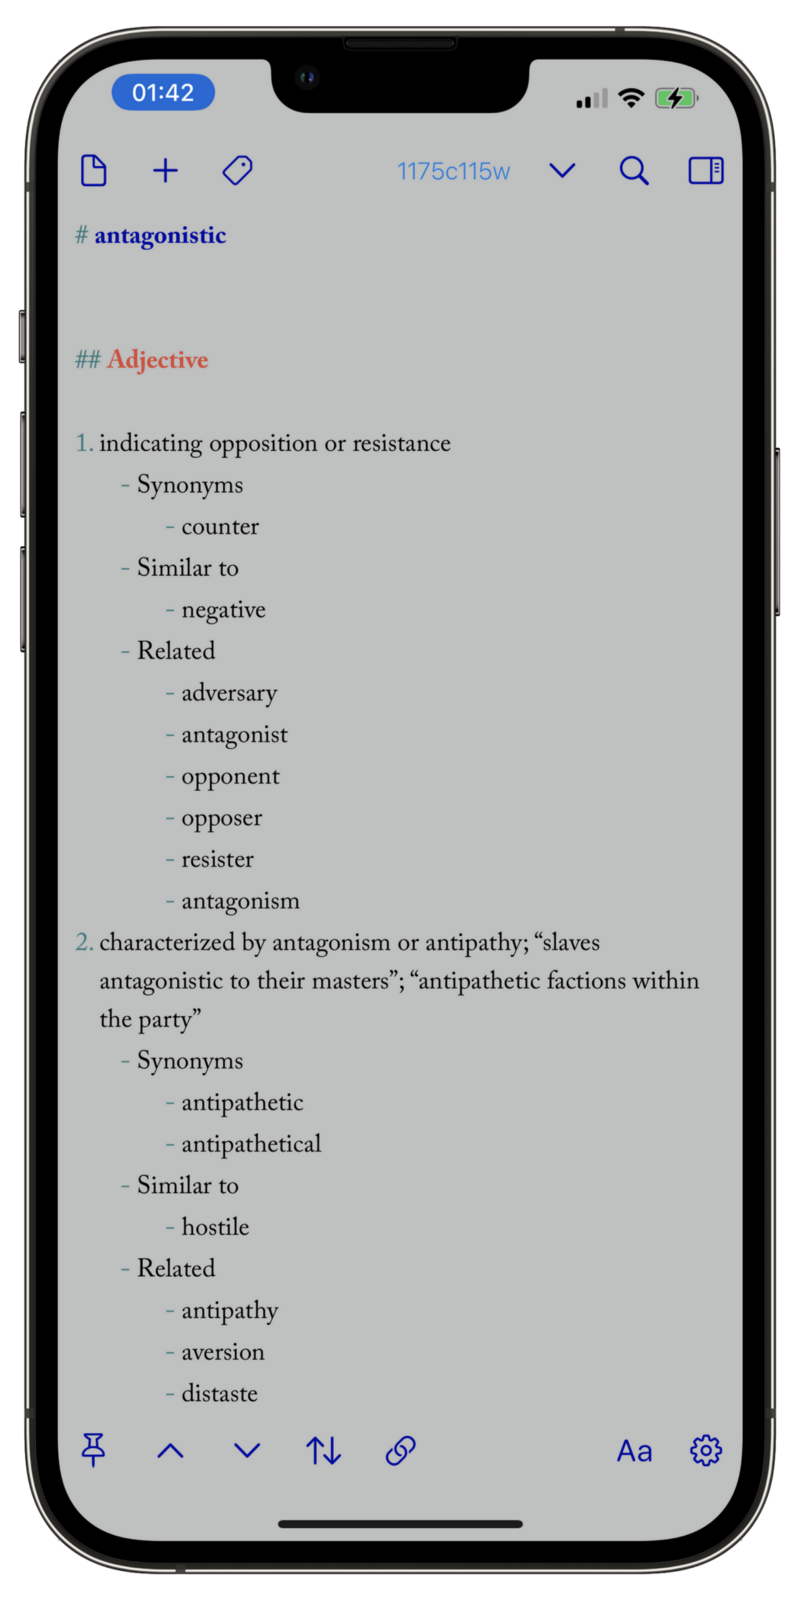 01:42
1175c115w
# antagonistic
## Adjective
1. indicating opposition or resistance
- Synonyms
- counter
- Similar to
- negative
- Related
- adversary
- antagonist
- opponent
- opposer
- resister
- antagonism
2. characterized by antagonism or antipathy; “slaves
antagonistic to their masters”; “antipathetic factions within
the party”
- Synonyms
- antipathetic
- antipathetical
- Similar to
- hostile
- Related
- antipathy
- aversion
- distaste
Aa